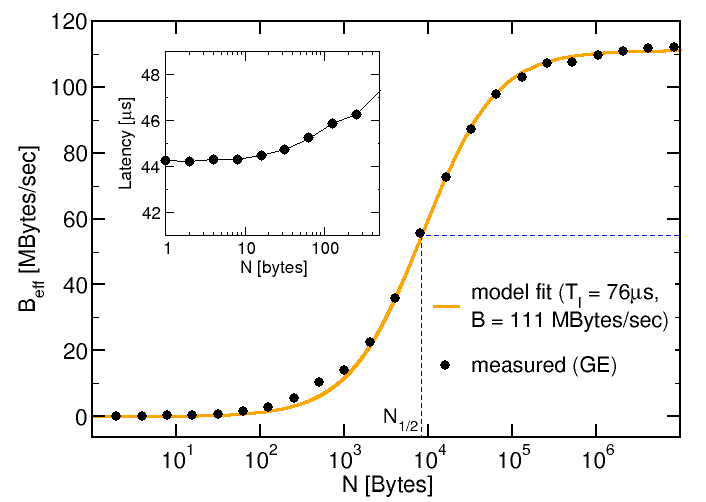 120
100
80
60
40
20
0
B_eff [MBytes/sec]
48
46
44
42
Latency [μs]
1 10 100
N [bytes]
model fit (T_l = 76μs,
B = 111 MBytes/sec)
measured (GE)
N_1/2
10^1 10^2 10^3 10^4 10^5 10^6
N [Bytes]